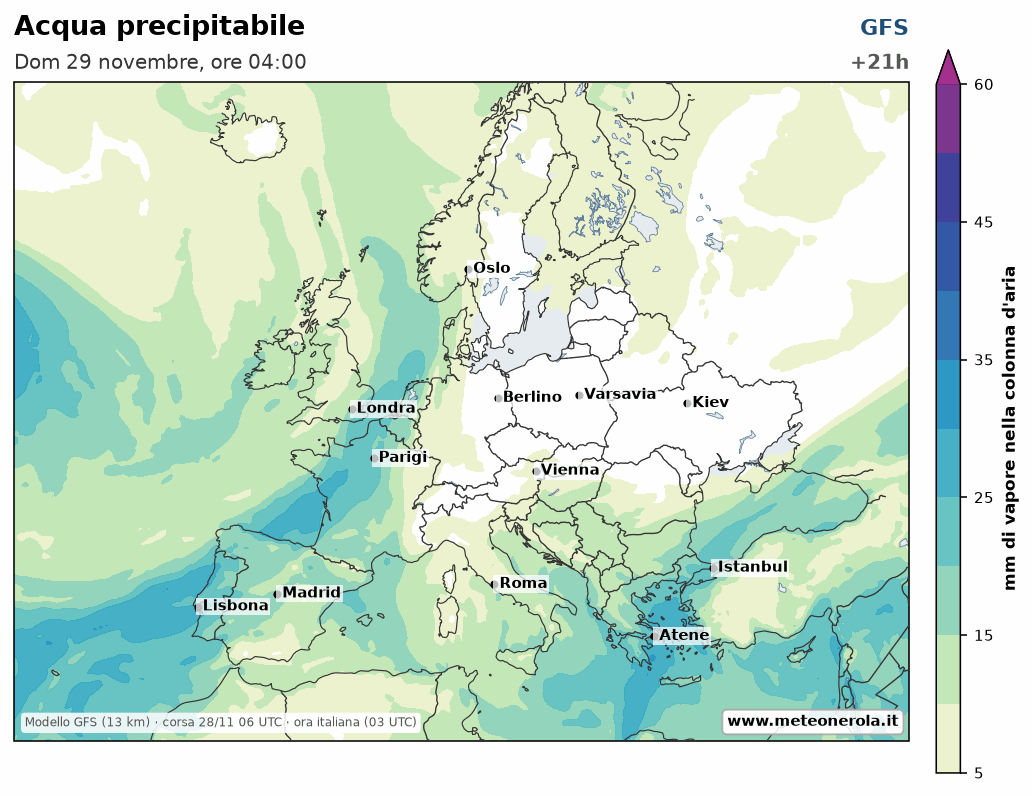 Acqua precipitabile
GFS
Dom 29 novembre, ore 04:00
+21h
60
45
35
25
15
5
mm di vapore nella colonna d'aria
Oslo
Berlino
Varsavia
Kiev
Londra
Parigi
Vienna
Istanbul
Roma
Madrid
Lisbona
Atene
Modello GFS (13 km) · corsa 28/11 06 UTC · ora italiana (03 UTC)
www.meteonerola.it